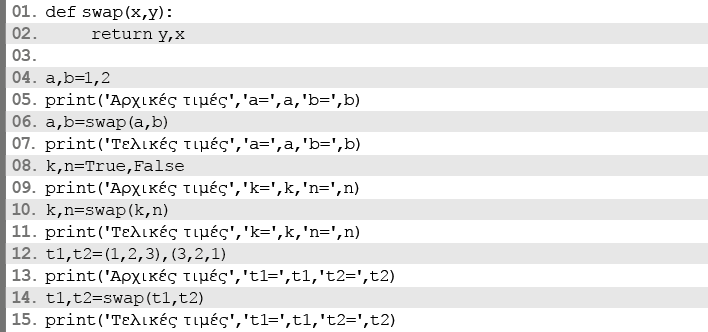 01. def swap(x,y):
02.     return y,x
03.
04. a,b=1,2
05. print('Αρχικές τιμές','a=',a,'b=',b)
06. a,b=swap(a,b)
07. print('Τελικές τιμές','a=',a,'b=',b)
08. k,n=True,False
09. print('Αρχικές τιμές','k=',k,'n=',n)
10. k,n=swap(k,n)
11. print('Τελικές τιμές','k=',k,'n=',n)
12. t1,t2=(1,2,3),(3,2,1)
13. print('Αρχικές τιμές','t1=',t1,'t2=',t2)
14. t1,t2=swap(t1,t2)
15. print('Τελικές τιμές','t1=',t1,'t2=',t2)